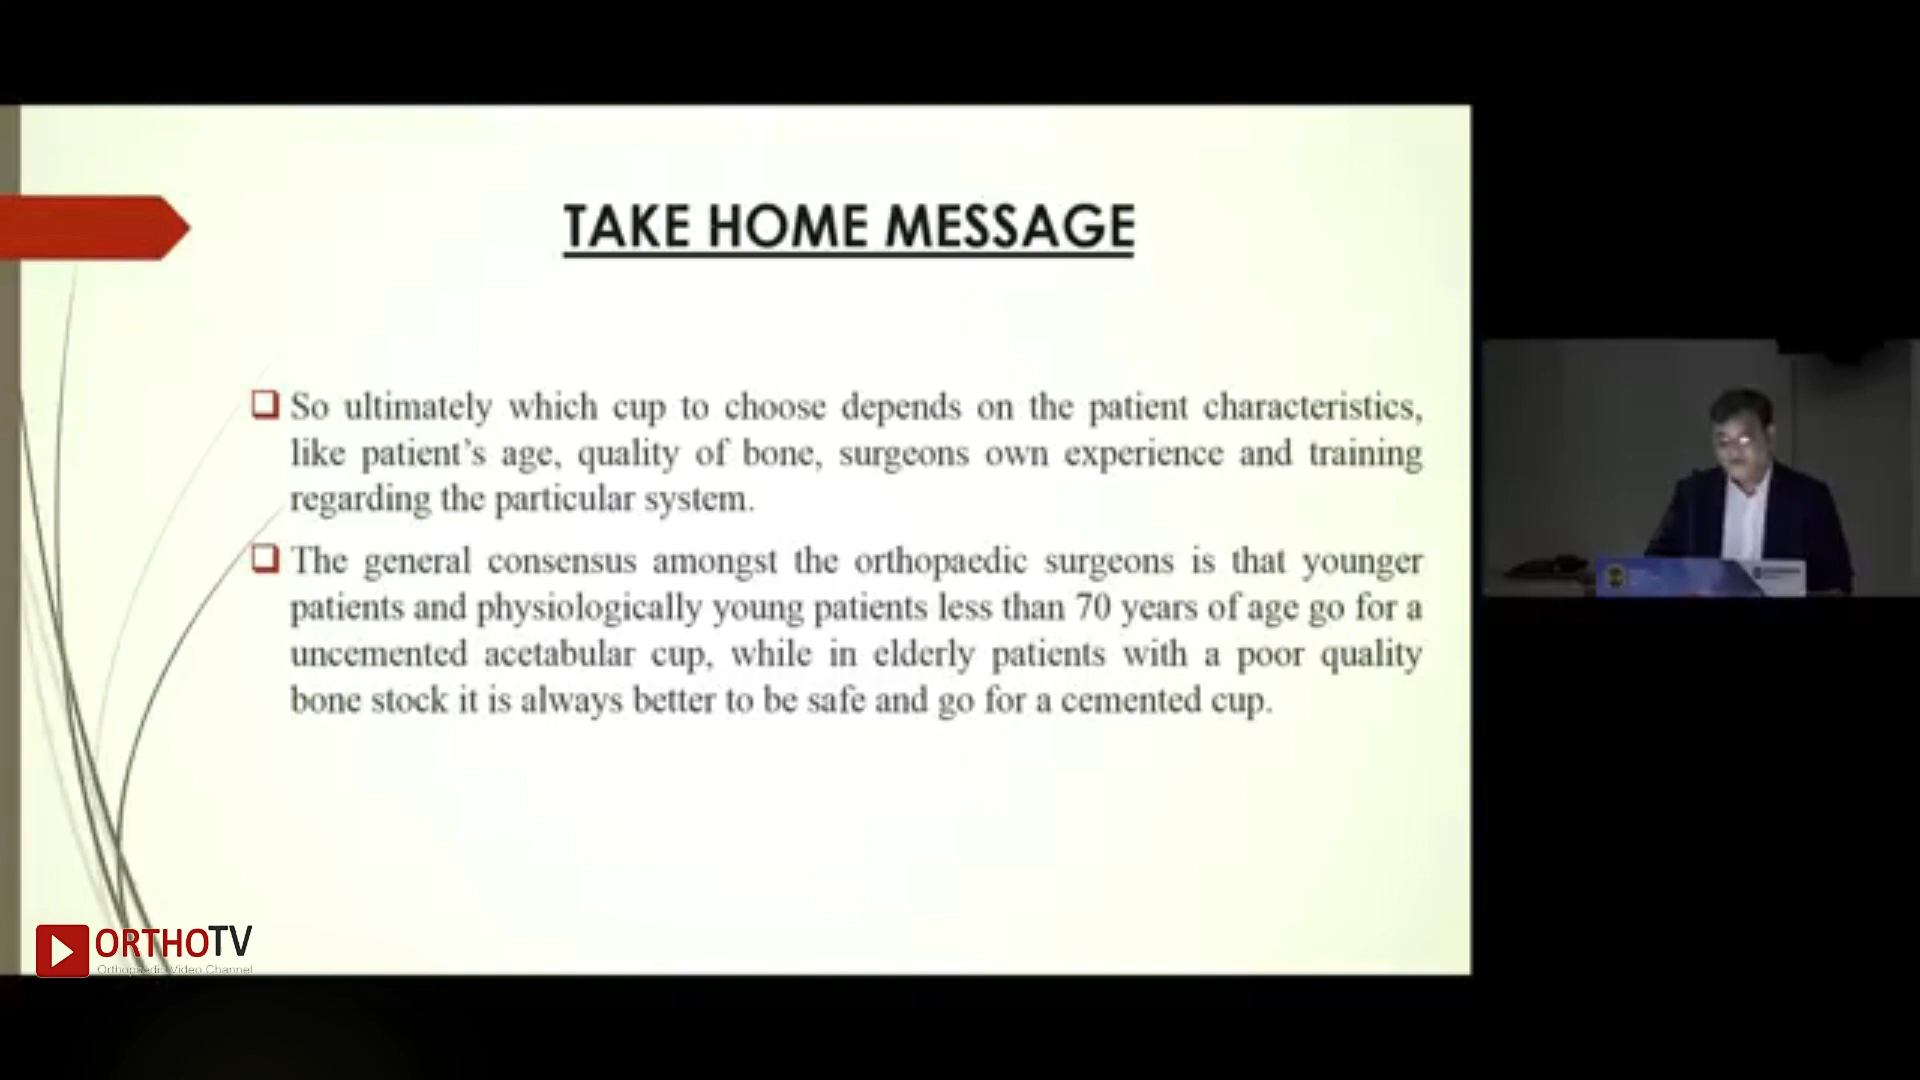 TAKE HOME MESSAGE
So ultimately which cup to choose depends on the patient characteristics,
like patient's age, quality of bone, surgeons own experience and training
regarding the particular system.
The general consensus amongst the orthopaedic surgeons is that younger
patients and physiologically young patients less than 70 years of age go for a
uncemented acetabular cup, while in elderly patients with a poor quality
bone stock it is always better to be safe and go for a cemented cup.
ORTHOTV
Orthopaedic Video Channel